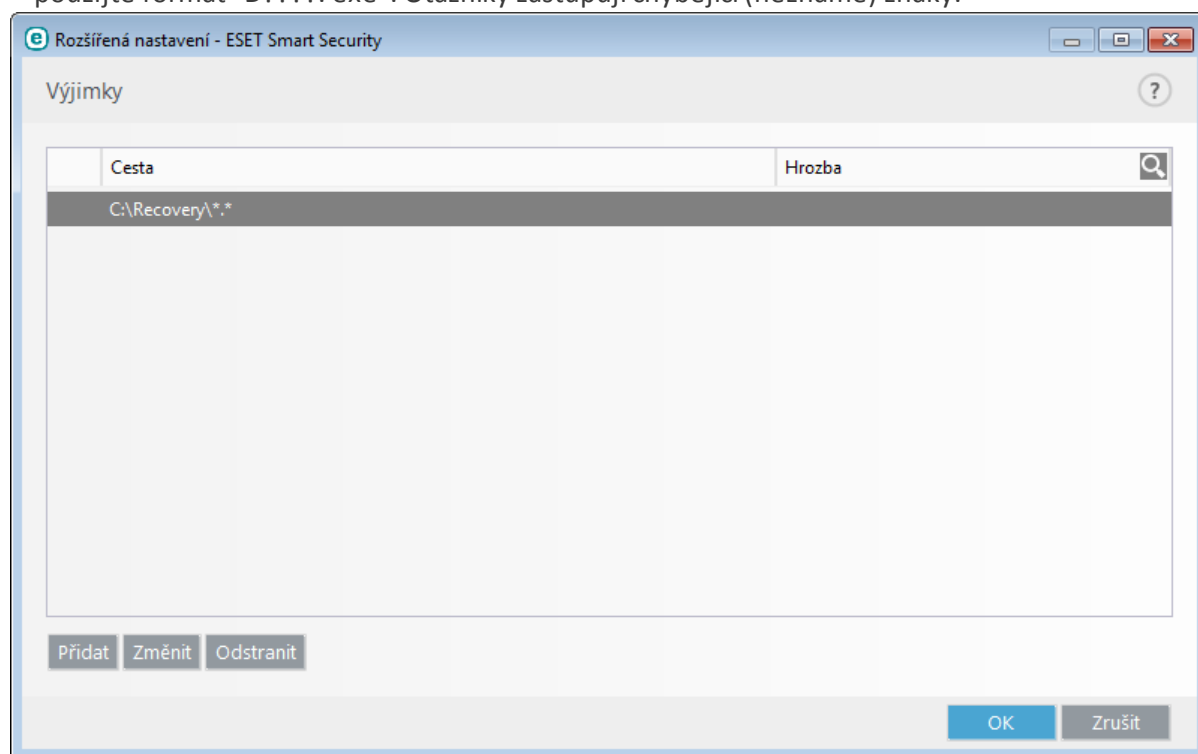 Rozšířená nastavení - ESET Smart Security
Výjimky
?
Cesta
Hrozba
C:\Recovery\*.*
Přidat
Změnit
Odstranit
OK
Zrušit